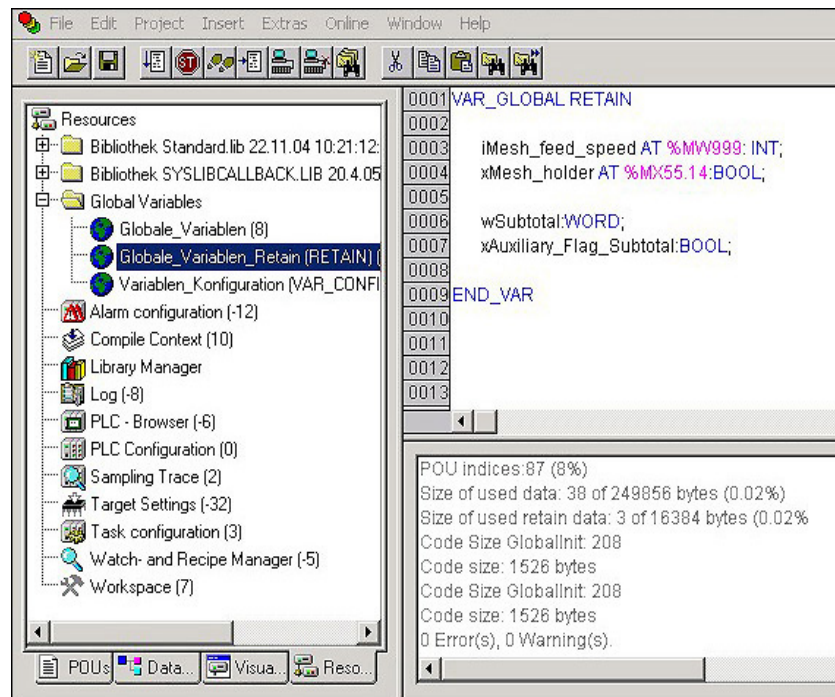 File Edit Project Insert Extras Online Window Help
ST
Resources
Bibliothek Standard.lib 22.11.04 10:21:12:
Bibliothek SYSLIBCALLBACK.LIB 20.4.05
Global Variables
Globale_Variablen (8)
Globale_Variablen_Retain (RETAIN) (
Variablen_Konfiguration (VAR_CONFI
Alarm configuration (-12)
Compile Context (10)
Library Manager
Log (-8)
PLC - Browser (-6)
PLC Configuration (0)
Sampling Trace (2)
Target Settings (-32)
Task configuration (3)
Watch- and Recipe Manager (-5)
Workspace (7)
POUs Data... Visua... Reso...
0001 VAR_GLOBAL RETAIN
0002
0003 iMesh_feed_speed AT %MW999: INT;
0004 xMesh_holder AT %MX55.14:BOOL;
0005
0006 wSubtotal:WORD;
0007 xAuxiliary_Flag_Subtotal:BOOL;
0008
0009 END_VAR
0010
0011
0012
0013
POU indices:87 (8%)
Size of used data: 38 of 249856 bytes (0.02%)
Size of used retain data: 3 of 16384 bytes (0.02%
Code Size GlobalInit: 208
Code size: 1526 bytes
Code Size GlobalInit: 208
Code size: 1526 bytes
0 Error(s), 0 Warning(s).